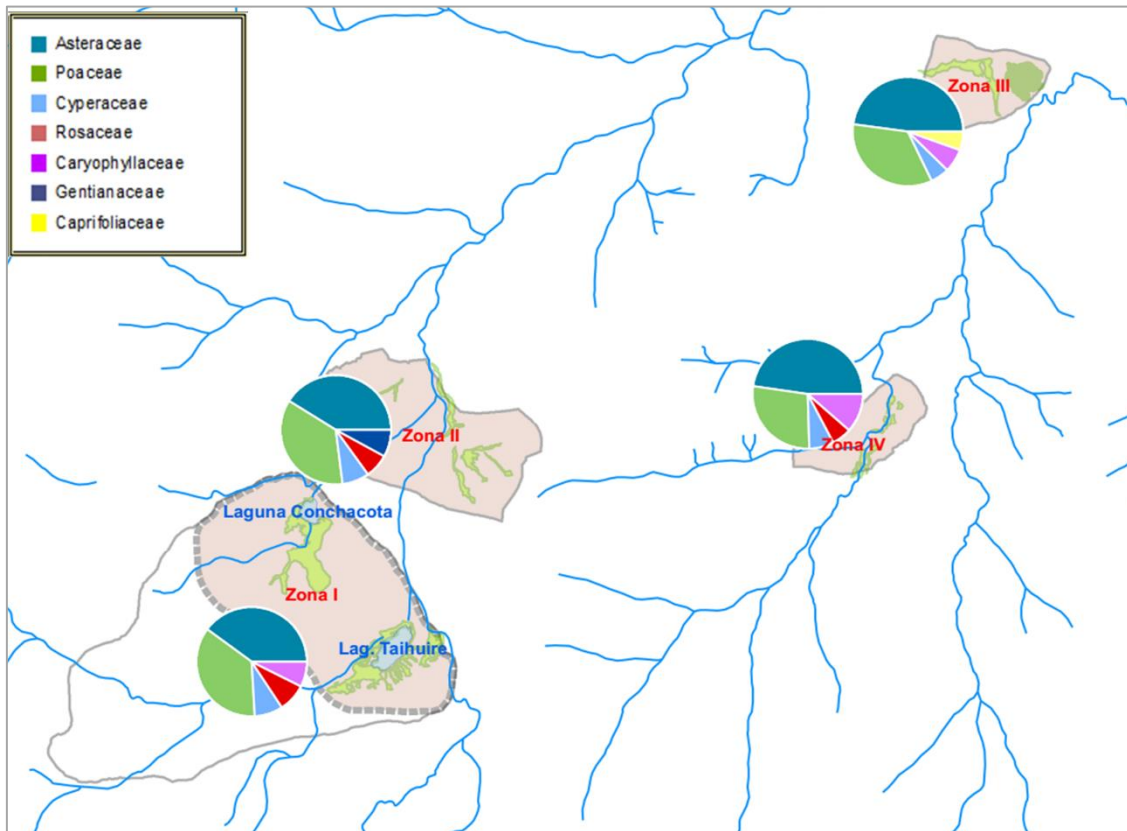 Asteraceae
Poaceae
Cyperaceae
Rosaceae
Caryophyllaceae
Gentianaceae
Caprifoliaceae
Zona III
Zona II
Zona IV
Laguna Conchacota
Zona I
Lag. Taihuire